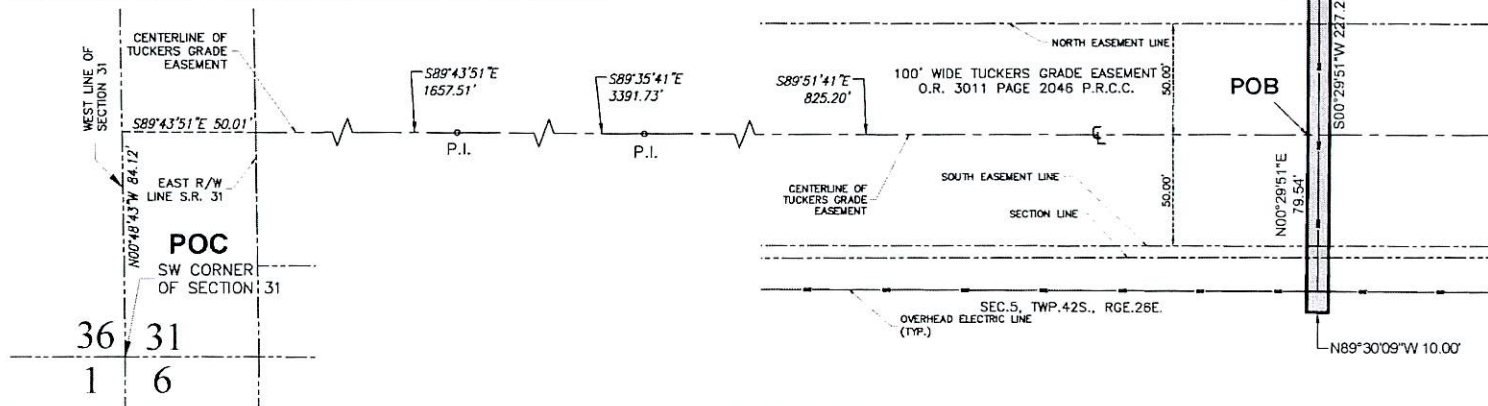 CENTERLINE OF
TUCKERS GRADE
EASEMENT
WEST LINE OF
SECTION 31
S89°43'51"E 50.01'
N00°48'43"W 84.12'
EAST R/W
LINE S.R. 31
POC
SW CORNER
OF SECTION 31
36 31
1 6
S89°43'51"E
1657.51'
P.I.
S89°35'41"E
3391.73'
P.I.
S89°51'41"E
825.20'
NORTH EASEMENT LINE
100' WIDE TUCKERS GRADE EASEMENT
O.R. 3011 PAGE 2046 P.R.C.C.
50.00'
50.00'
CENTERLINE OF
TUCKERS GRADE
EASEMENT
SOUTH EASEMENT LINE
SECTION LINE
POB
S00°29'51"W 227.2
N00°29'51"E
79.54'
SEC.5, TWP.42S., RGE.26E.
OVERHEAD ELECTRIC LINE
(TYP.)
N89°30'09"W 10.00'